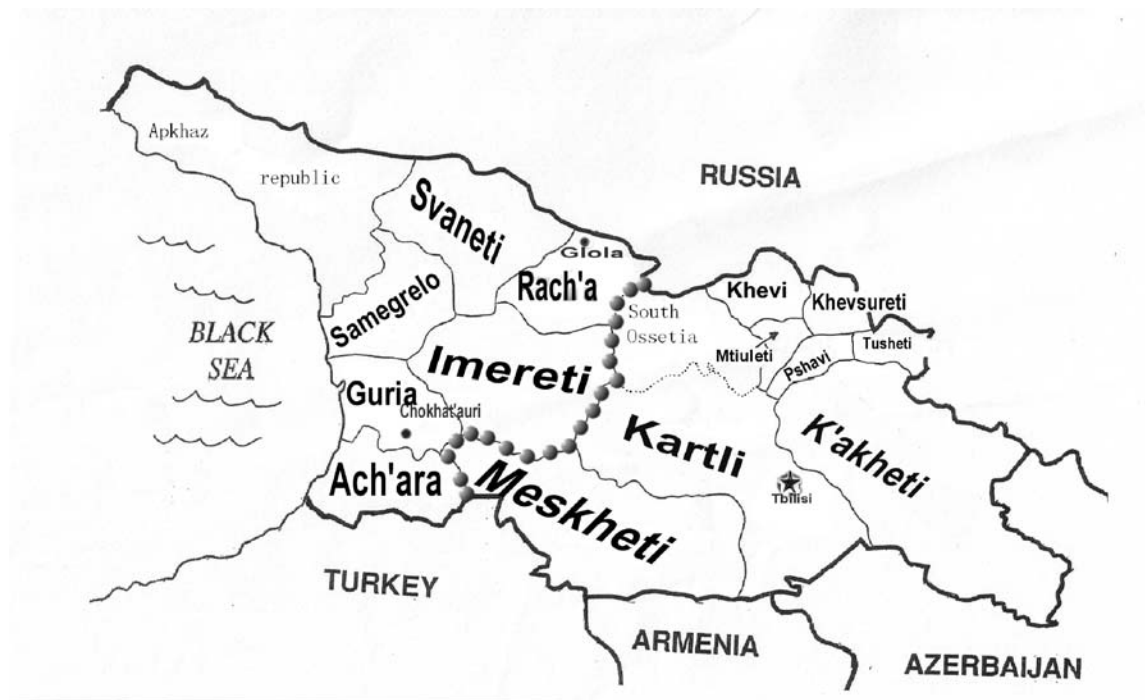 Apkhaz
republic
RUSSIA
Svaneti
Giola
Rach'a
Khevi
Khevsureti
Samegrelo
South
Ossetia
Mtiuleti
Pshavi
Tusheti
BLACK
SEA
Imereti
Guria
Chokhat'auri
Kartli
K'akheti
Ach'ara
Meskheti
Tbilisi
TURKEY
ARMENIA
AZERBAIJAN